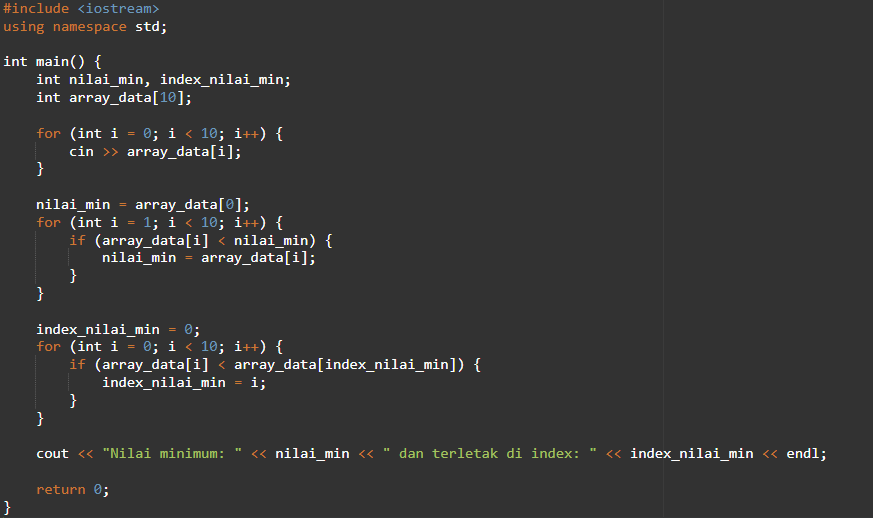 #include <iostream>
using namespace std;
int main() {
    int nilai_min, index_nilai_min;
    int array_data[10];
    for (int i = 0; i < 10; i++) {
        cin >> array_data[i];
    }
    nilai_min = array_data[0];
    for (int i = 1; i < 10; i++) {
        if (array_data[i] < nilai_min) {
            nilai_min = array_data[i];
        }
    }
    index_nilai_min = 0;
    for (int i = 0; i < 10; i++) {
        if (array_data[i] < array_data[index_nilai_min]) {
            index_nilai_min = i;
        }
    }
    cout << "Nilai minimum: " << nilai_min << " dan terletak di index: " << index_nilai_min << endl;
    return 0;
}